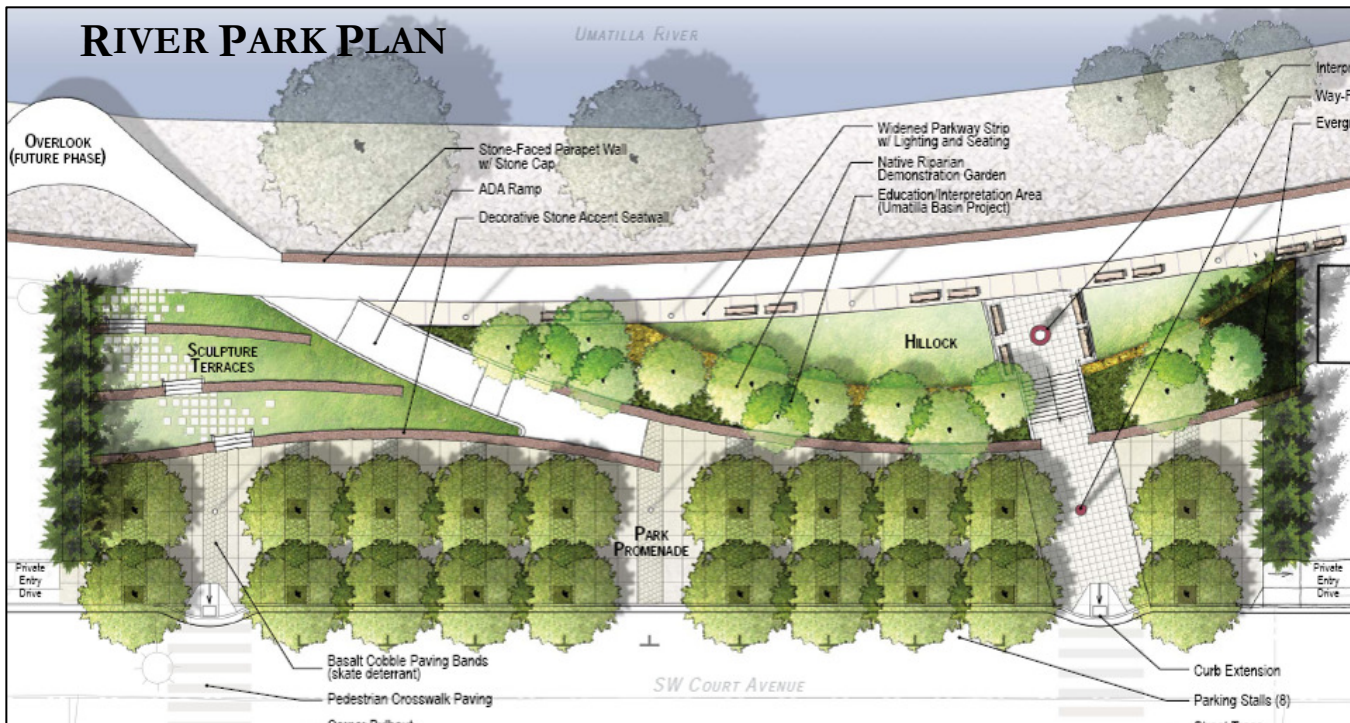 RIVER PARK PLAN
UMATILLA RIVER
OVERLOOK
(FUTURE PHASE)
Stone-Faced Parapet Wall
w/ Stone Cap
ADA Ramp
Decorative Stone Accent Seatwall
Widened Parkway Strip
w/ Lighting and Seating
Native Riparian
Demonstration Garden
Education/Interpretation Area
(Umatilla Basin Project)
Interp
Way-F
Evergr
SCULPTURE
TERRACES
HILLOCK
PARK
PROMENADE
Private
Entry
Drive
Private
Entry
Drive
Basalt Cobble Paving Bands
(skate deterrant)
Pedestrian Crosswalk Paving
SW COURT AVENUE
Curb Extension
Parking Stalls (8)